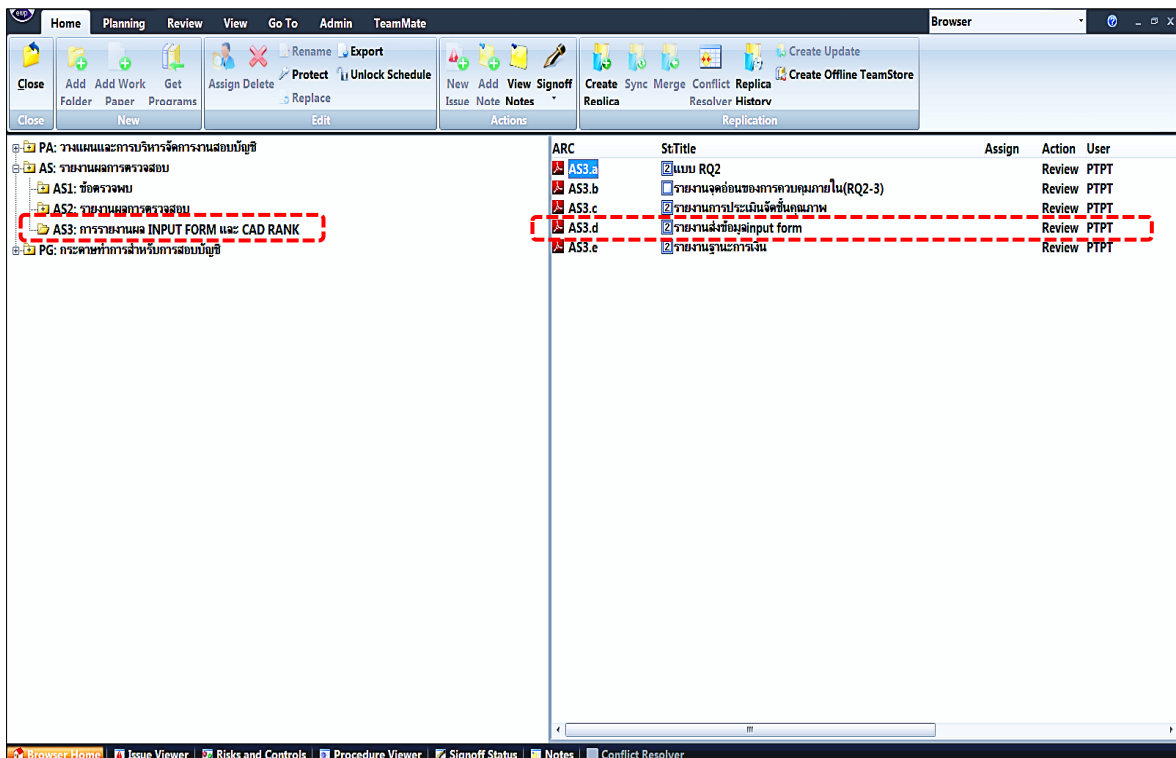 ewp
Home Planning Review View Go To Admin TeamMate
Browser
Close
Add Folder
Add Work Paper
Get Programs
Assign
Delete
Rename
Export
Protect
Unlock Schedule
Replace
New Issue
Add Note
View Notes
Signoff
Create Replica
Sync
Merge
Conflict Resolver
Replica History
Create Update
Create Offline TeamStore
Close New Edit Actions Replication
PA: วางแผนและการบริหารจัดการงานสอบบัญชี
AS: รายงานผลการตรวจสอบ
AS1: ข้อตรวจพบ
AS2: รายงานผลการตรวจสอบ
AS3: การรายงานผล INPUT FORM และ CAD RANK
PG: กระดาษทำการสำหรับการสอบบัญชี
ARC St Title Assign Action User
AS3.a 2 แบบ RQ2 Review PTPT
AS3.b รายงานจุดอ่อนของการควบคุมภายใน(RQ2-3) Review PTPT
AS3.c 2 รายงานการประเมินจัดชั้นคุณภาพ Review PTPT
AS3.d 2 รายงานส่งข้อมูลinput form Review PTPT
AS3.e 2 รายงานฐานะการเงิน Review PTPT
Browser Home Issue Viewer Risks and Controls Procedure Viewer Signoff Status Notes Conflict Resolver